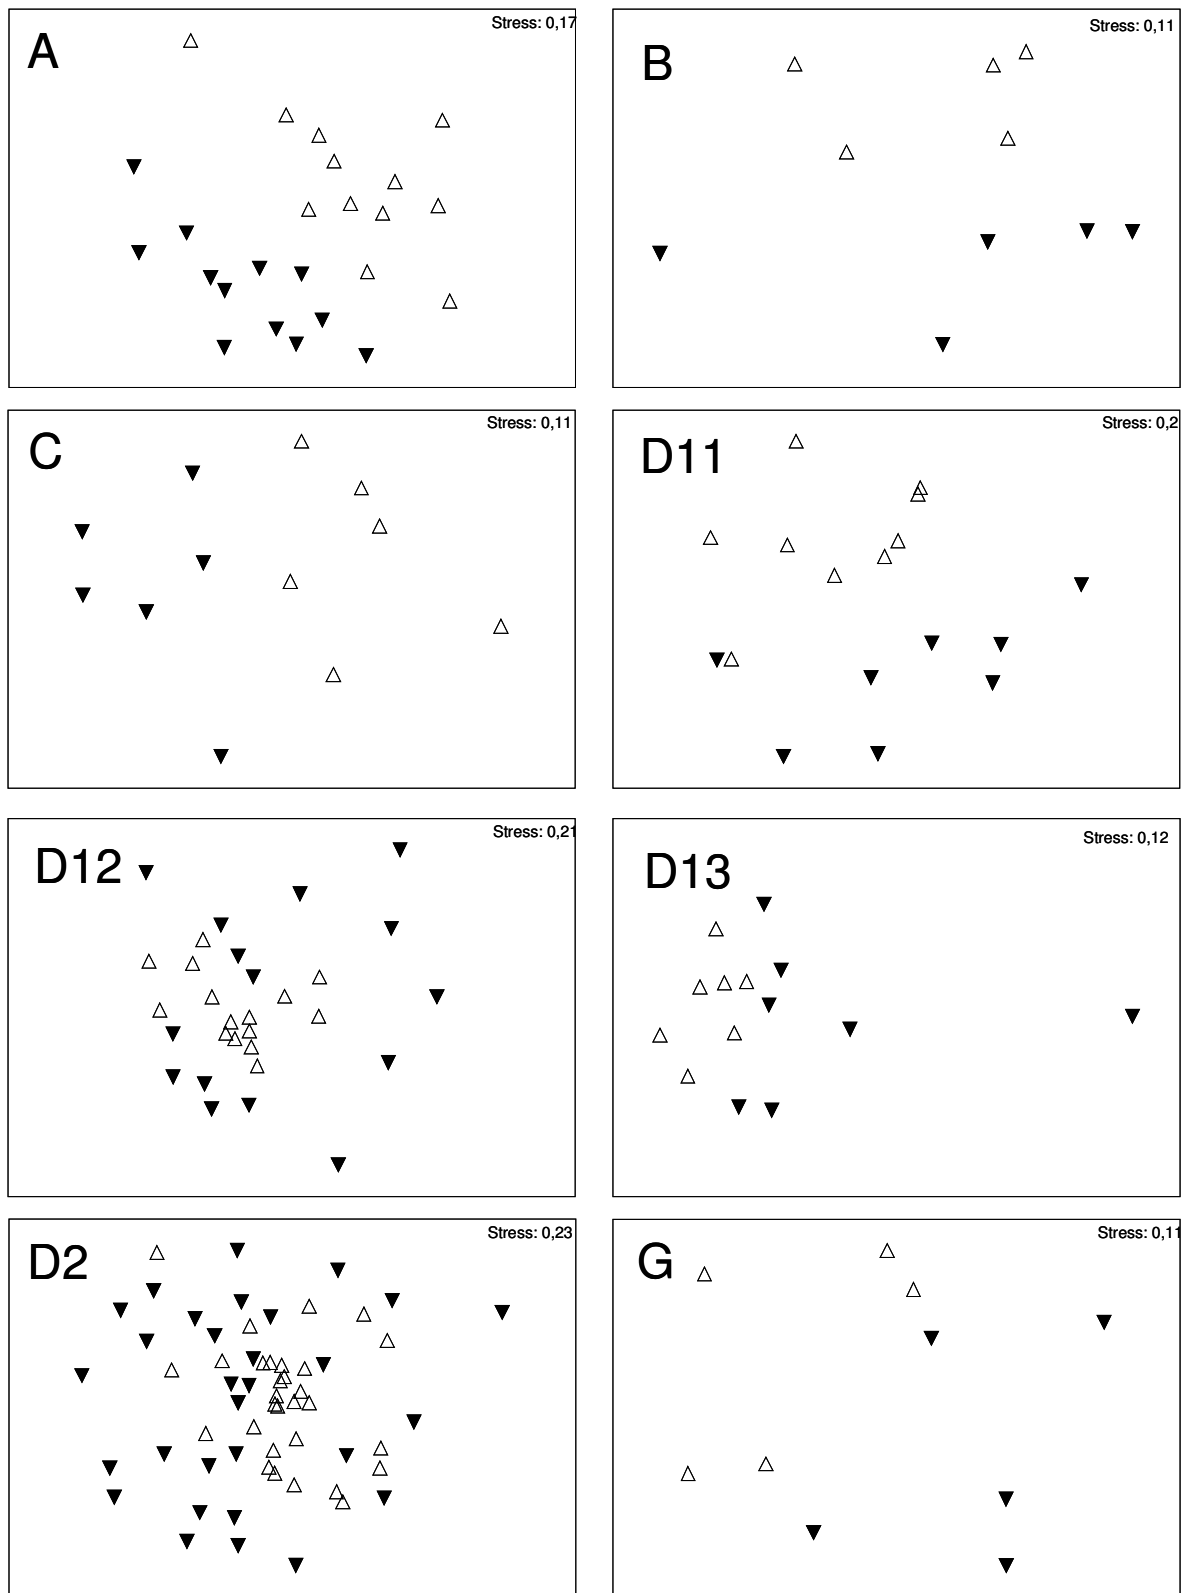 A
Stress: 0,17
B
Stress: 0,11
C
Stress: 0,11
D11
Stress: 0,2
D12
Stress: 0,21
D13
Stress: 0,12
D2
Stress: 0,23
G
Stress: 0,11